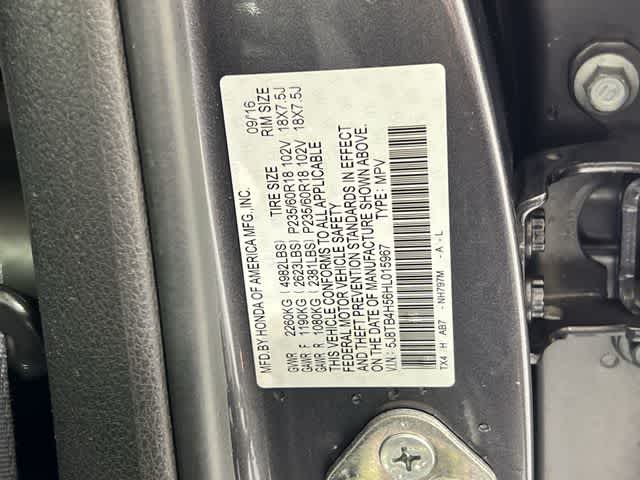 MFD.BY HONDA OF AMERICA MFG., INC. 09/16
TIRE SIZE RIM SIZE
GVWR 2260KG ( 4982LBS)
GAWR F 1190KG ( 2623LBS) P235/60R18 102V 18X7.5J
GAWR R 1080KG ( 2381LBS) P235/60R18 102V 18X7.5J
THIS VEHICLE CONFORMS TO ALL APPLICABLE
FEDERAL MOTOR VEHICLE SAFETY
AND THEFT PREVENTION STANDARDS IN EFFECT
ON THE DATE OF MANUFACTURE SHOWN ABOVE.
V.I.N.: 5J8TB4H56HL015967 TYPE: MPV
TX4 H AB7 - NH797M - A - L